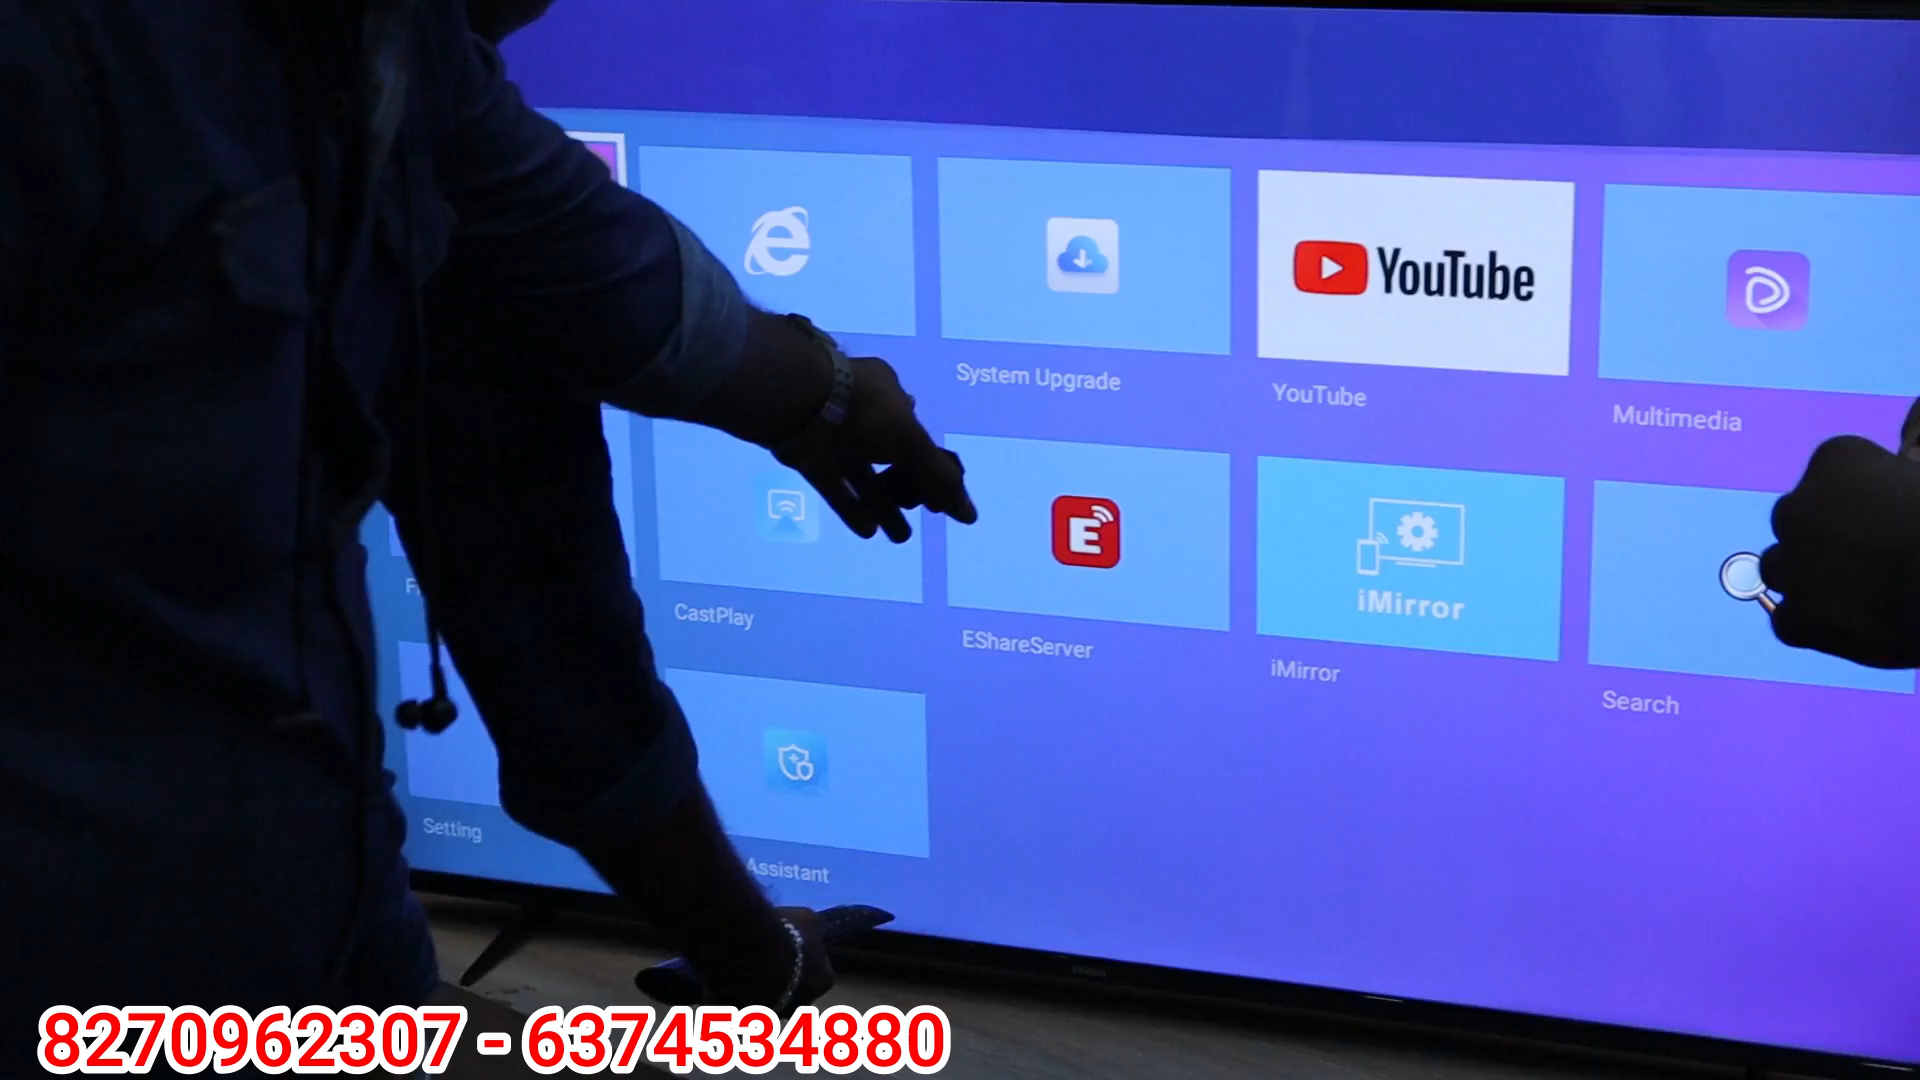 YouTube
System Upgrade
YouTube
Multimedia
E
iMirror
CastPlay
EShareServer
iMirror
Search
Setting
Assistant
8270962307 - 6374534880